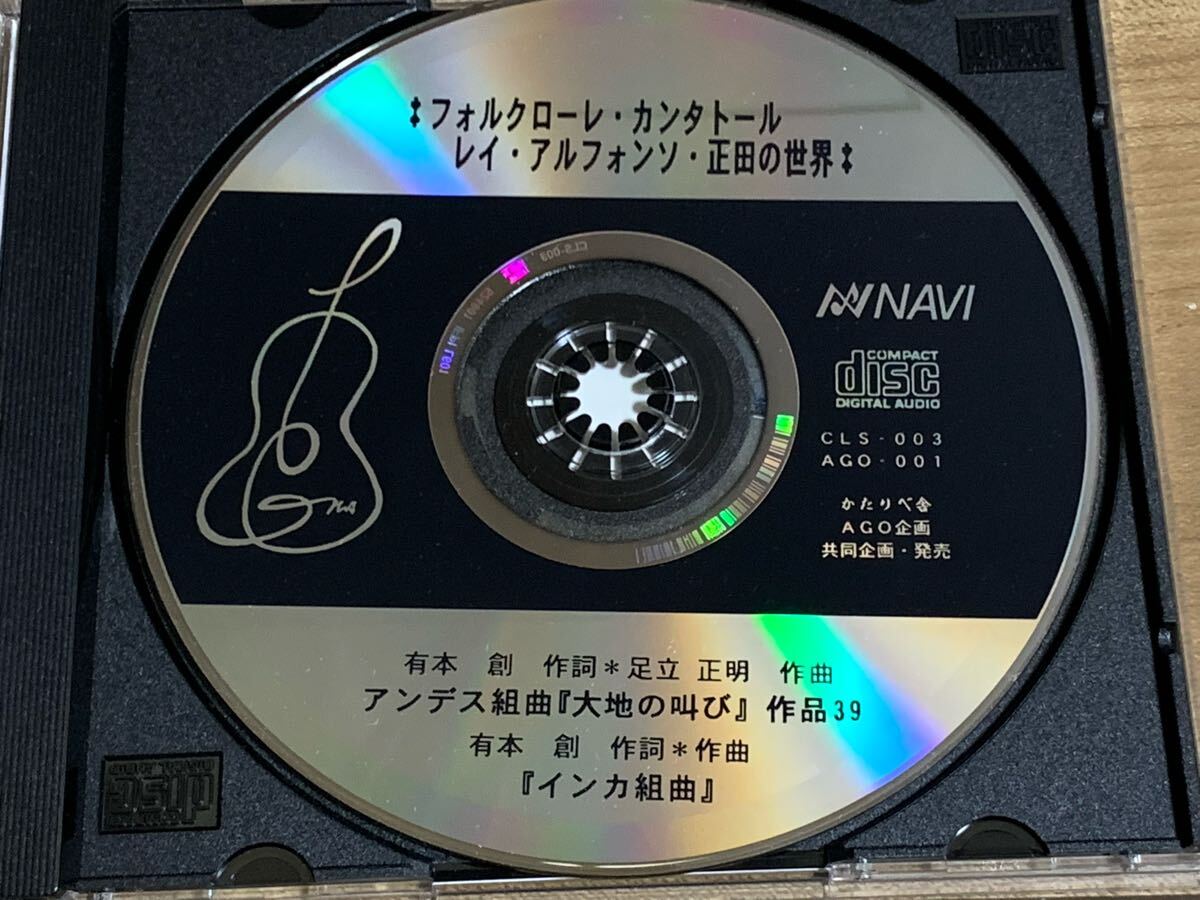 ‡フォルクローレ・カンタトール
レイ・アルフォンソ・正田の世界‡
NAVI
COMPACT
disc
DIGITAL AUDIO
CLS-003
AGO-001
かたりべ舎
AGO企画
共同企画・発売
有本 創 作詞＊足立 正明 作曲
アンデス組曲『大地の叫び』作品39
有本 創 作詞＊作曲
『インカ組曲』
CLS-003